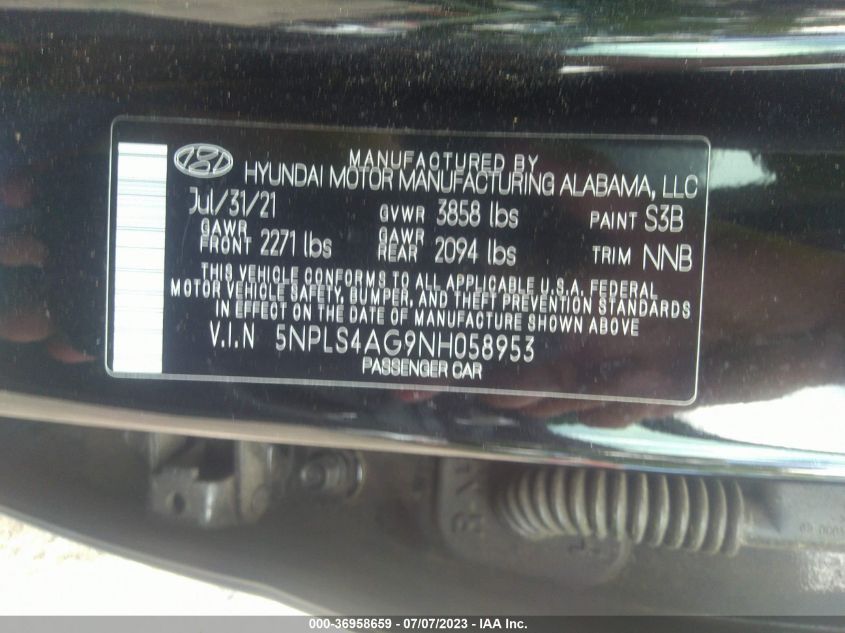 MANUFACTURED BY
HYUNDAI MOTOR MANUFACTURING ALABAMA, LLC
Jul/31/21 GVWR 3858 lbs PAINT S3B
GAWR FRONT 2271 lbs GAWR REAR 2094 lbs TRIM NNB
THIS VEHICLE CONFORMS TO ALL APPLICABLE U.S.A. FEDERAL
MOTOR VEHICLE SAFETY, BUMPER, AND THEFT PREVENTION STANDARDS
IN EFFECT ON THE DATE OF MANUFACTURE SHOWN ABOVE.
V.I.N 5NPLS4AG9NH058953
PASSENGER CAR
000-36958659 - 07/07/2023 - IAA Inc.